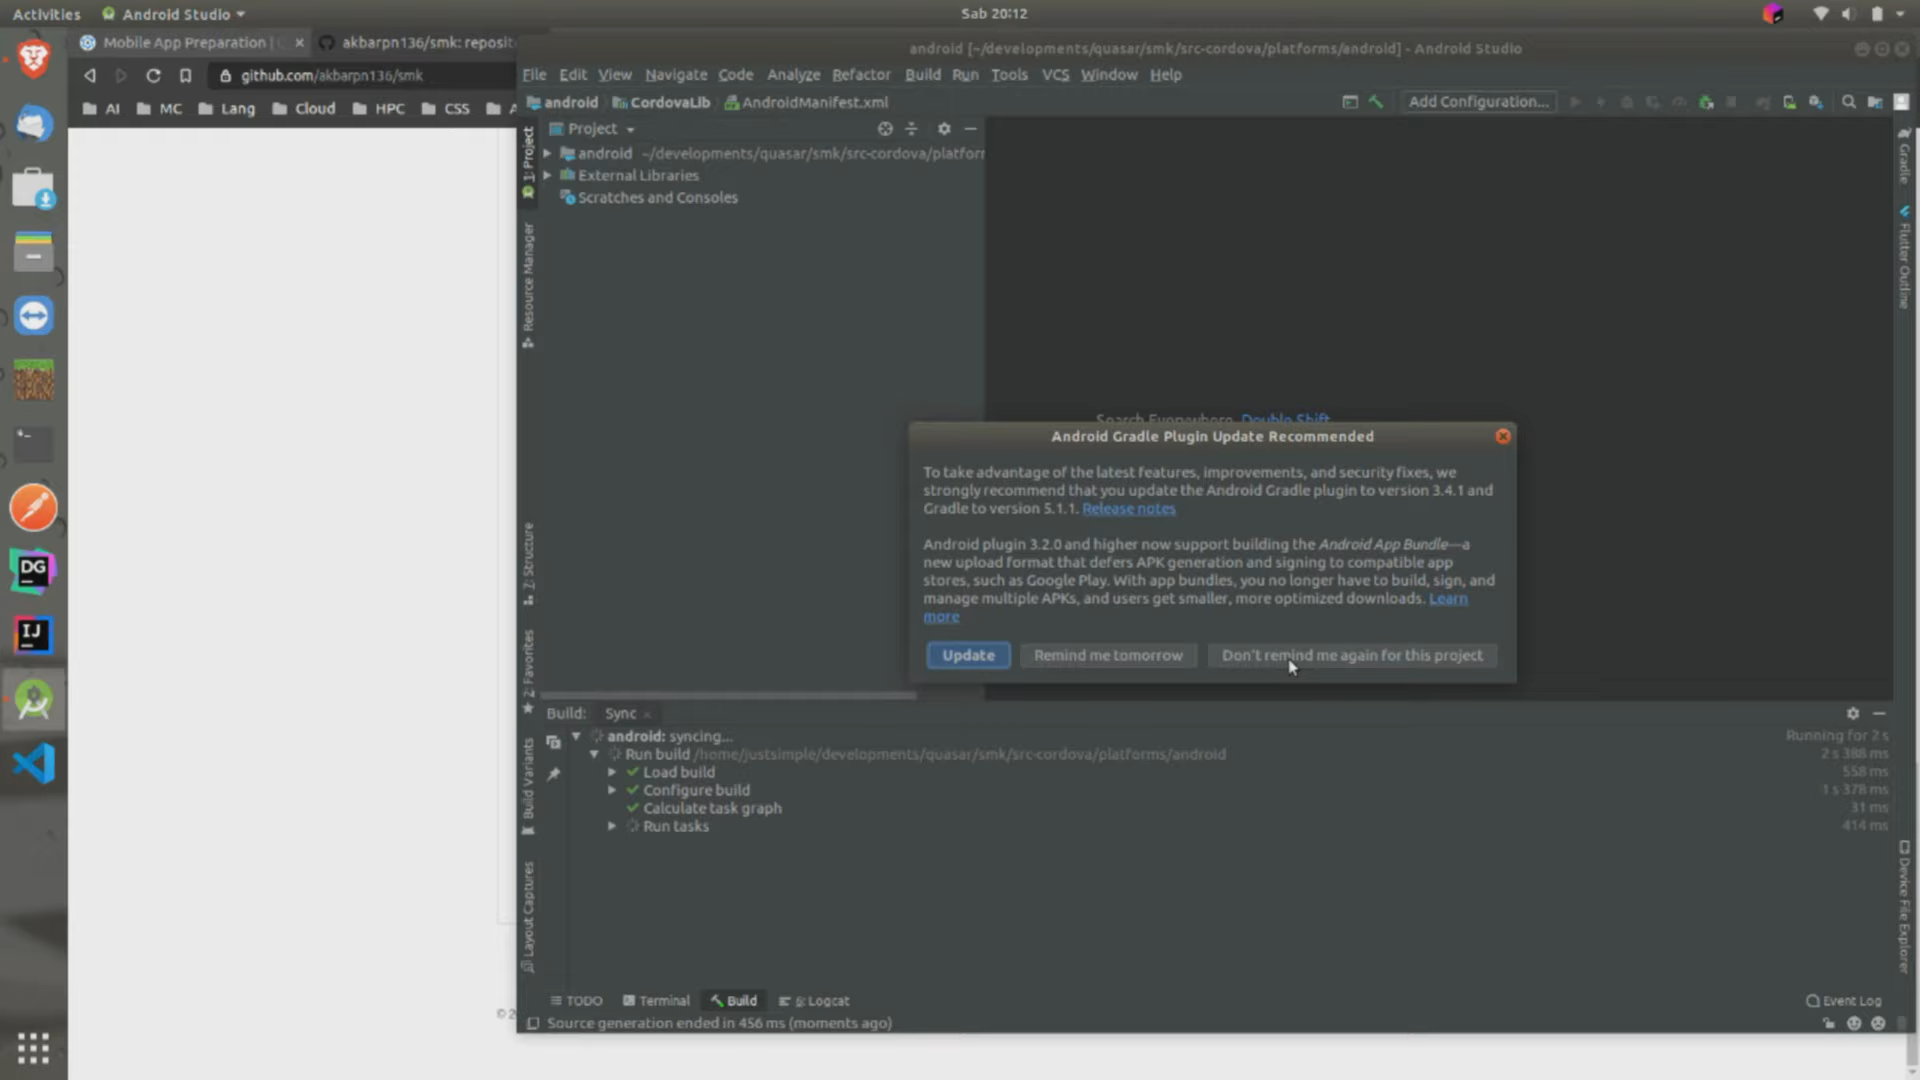 Activities
Android Studio
Sab 20:12
Mobile App Preparation |
akbarpn136/smk: reposit
android [~/developments/quasar/smk/src-cordova/platforms/android] - Android Studio
github.com/akbarpn136/smk
File Edit View Navigate Code Analyze Refactor Build Run Tools VCS Window Help
AI MC Lang Cloud HPC CSS A
android CordovaLib AndroidManifest.xml
Add Configuration...
Project
android ~/developments/quasar/smk/src-cordova/platform
External Libraries
Scratches and Consoles
1: Project
Resource Manager
7: Structure
2: Favorites
Build Variants
Layout Captures
Gradle
Flutter Outline
Device File Explorer
Search Everywhere Double Shift
Android Gradle Plugin Update Recommended
To take advantage of the latest features, improvements, and security fixes, we
strongly recommend that you update the Android Gradle plugin to version 3.4.1 and
Gradle to version 5.1.1. Release notes
Android plugin 3.2.0 and higher now support building the Android App Bundle—a
new upload format that defers APK generation and signing to compatible app
stores, such as Google Play. With app bundles, you no longer have to build, sign, and
manage multiple APKs, and users get smaller, more optimized downloads. Learn
more
Update
Remind me tomorrow
Don't remind me again for this project
Build: Sync
android: syncing... Running for 2 s
Run build /home/justsimple/developments/quasar/smk/src-cordova/platforms/android 2 s 388 ms
Load build 558 ms
Configure build 1 s 378 ms
Calculate task graph 31 ms
Run tasks 414 ms
DG
IJ
TODO Terminal Build 6: Logcat
Event Log
© 2
Source generation ended in 456 ms (moments ago)